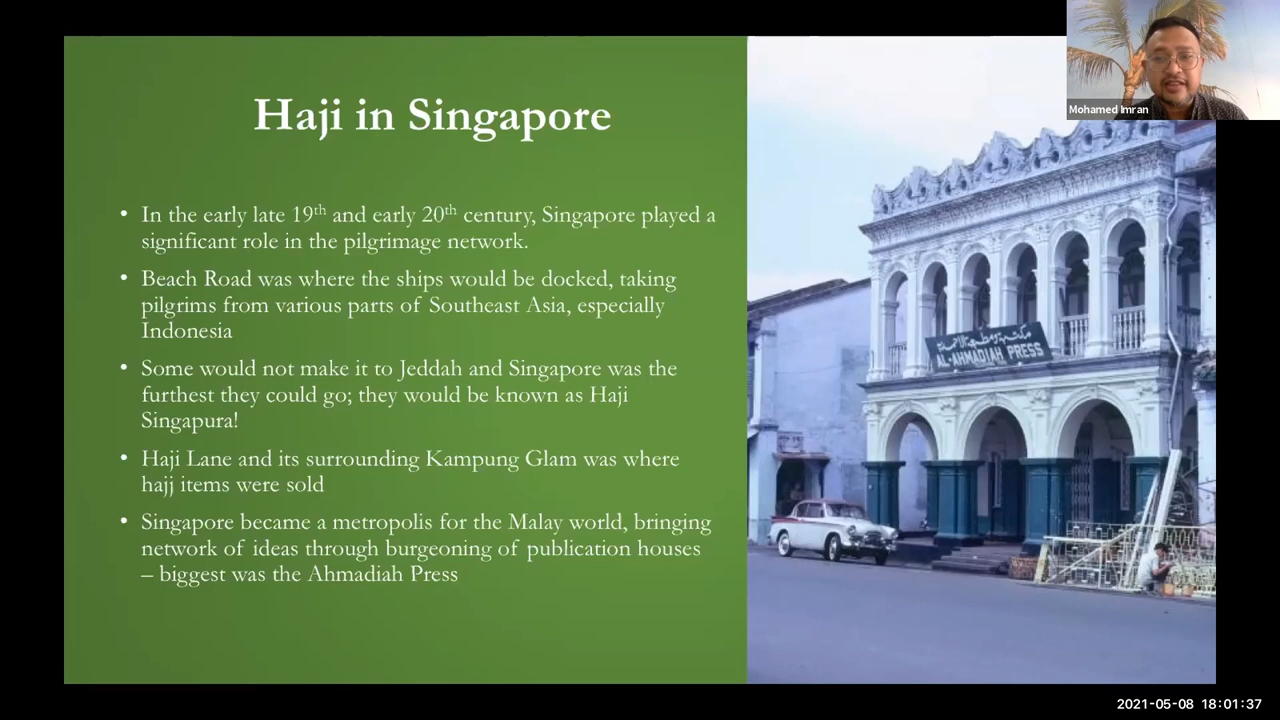 Mohamed Imran
Haji in Singapore
• In the early late 19th and early 20th century, Singapore played a
significant role in the pilgrimage network.
• Beach Road was where the ships would be docked, taking
pilgrims from various parts of Southeast Asia, especially
Indonesia
• Some would not make it to Jeddah and Singapore was the
furthest they could go; they would be known as Haji
Singapura!
• Haji Lane and its surrounding Kampung Glam was where
hajj items were sold
• Singapore became a metropolis for the Malay world, bringing
network of ideas through burgeoning of publication houses
– biggest was the Ahmadiah Press
AL-AHMADIAH PRESS
2021-05-08 18:01:37